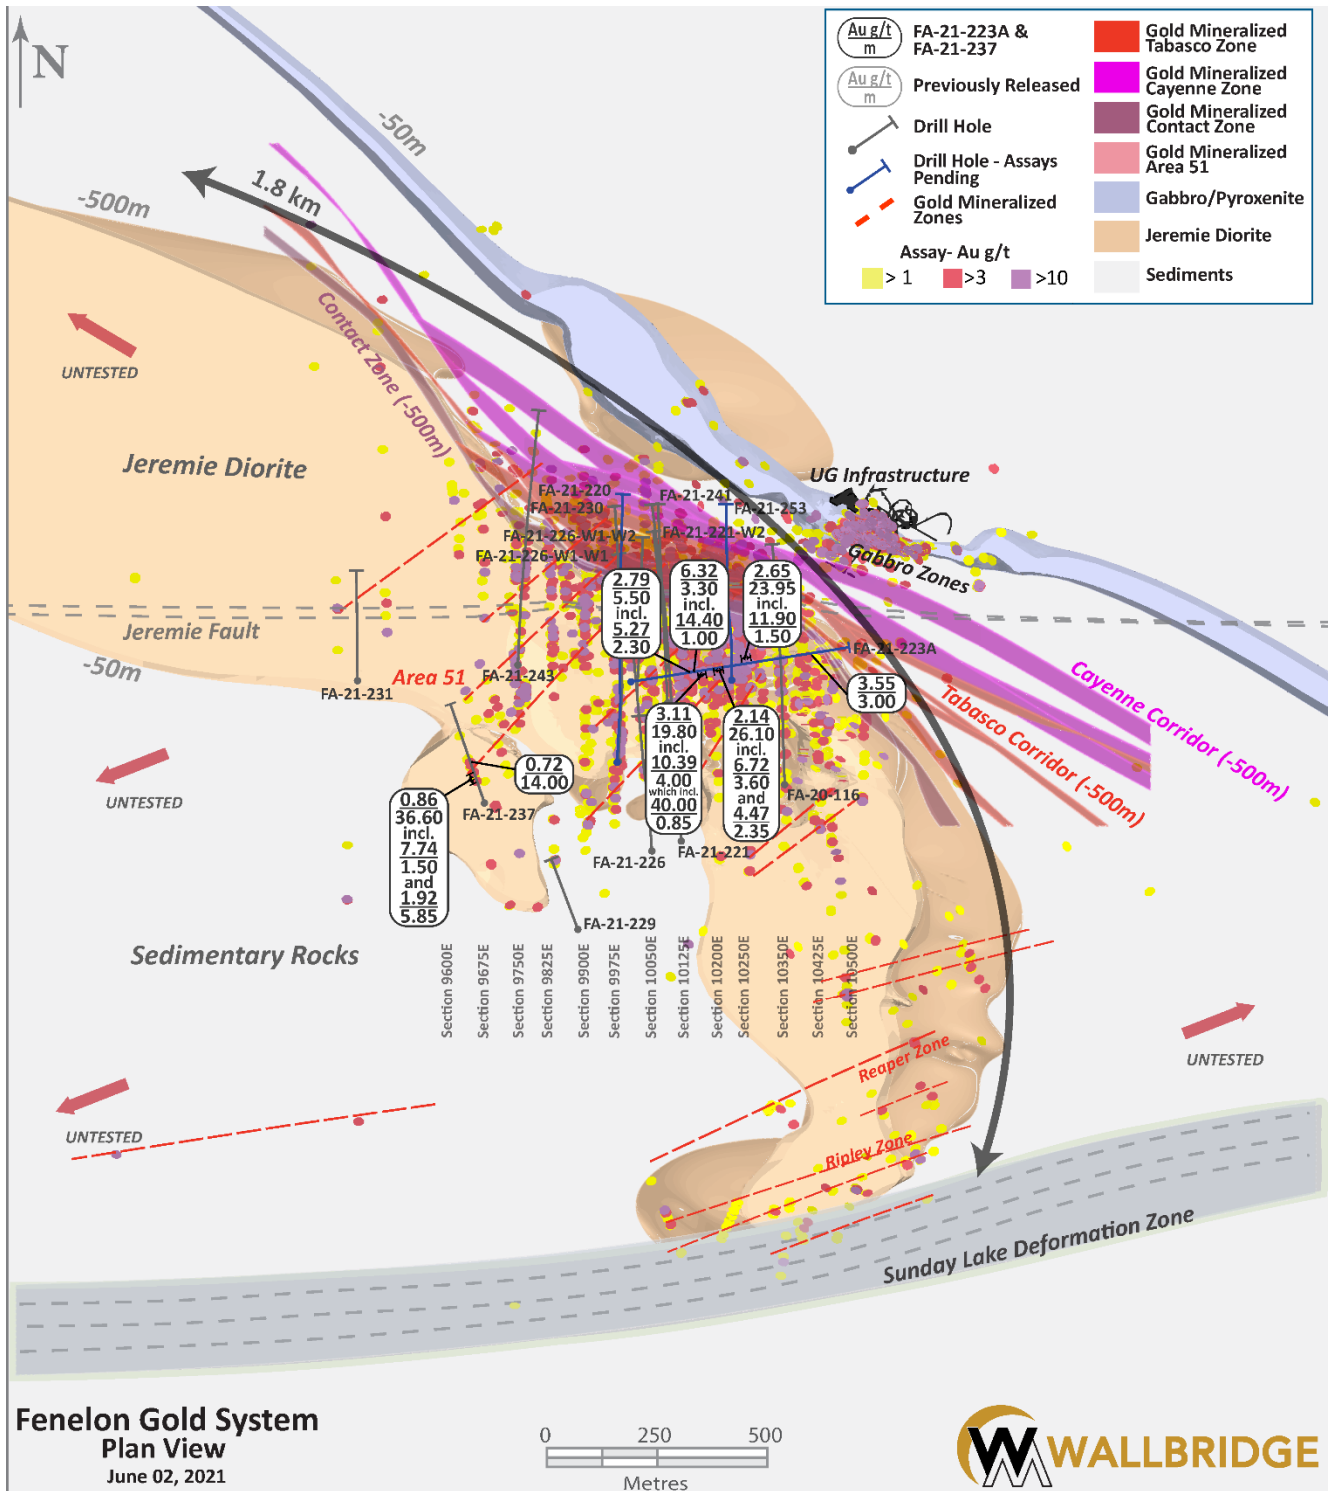 N
Au g/t
m
FA-21-223A &
FA-21-237
Au g/t
m
Previously Released
Drill Hole
Drill Hole - Assays
Pending
Gold Mineralized
Zones
Assay- Au g/t
> 1
>3
>10
Gold Mineralized
Tabasco Zone
Gold Mineralized
Cayenne Zone
Gold Mineralized
Contact Zone
Gold Mineralized
Area 51
Gabbro/Pyroxenite
Jeremie Diorite
Sediments
-50m
1.8 km
-500m
Contact Zone (-500m)
UNTESTED
Jeremie Diorite
UG Infrastructure
Gabbro Zones
FA-21-220
FA-21-230
FA-21-226-W1-W2
FA-21-226-W1-W1
FA-21-241
FA-21-253
FA-21-221-W2
2.79
5.50
incl.
5.27
2.30
6.32
3.30
incl.
14.40
1.00
2.65
23.95
incl.
11.90
1.50
Jeremie Fault
-50m
FA-21-231
Area 51
FA-21-243
FA-21-223A
3.55
3.00
Cayenne Corridor (-500m)
Tabasco Corridor (-500m)
3.11
19.80
incl.
10.39
4.00
which incl.
40.00
0.85
2.14
26.10
incl.
6.72
3.60
and
4.47
2.35
0.72
14.00
UNTESTED
0.86
36.60
incl.
7.74
1.50
and
1.92
5.85
FA-21-237
FA-20-116
FA-21-226
FA-21-221
FA-21-229
Sedimentary Rocks
Section 9600E
Section 9675E
Section 9750E
Section 9825E
Section 9900E
Section 9975E
Section 10050E
Section 10125E
Section 10200E
Section 10250E
Section 10350E
Section 10425E
Section 10500E
UNTESTED
Reaper Zone
UNTESTED
Ripley Zone
Sunday Lake Deformation Zone
Fenelon Gold System
Plan View
June 02, 2021
0 250 500
Metres
WALLBRIDGE